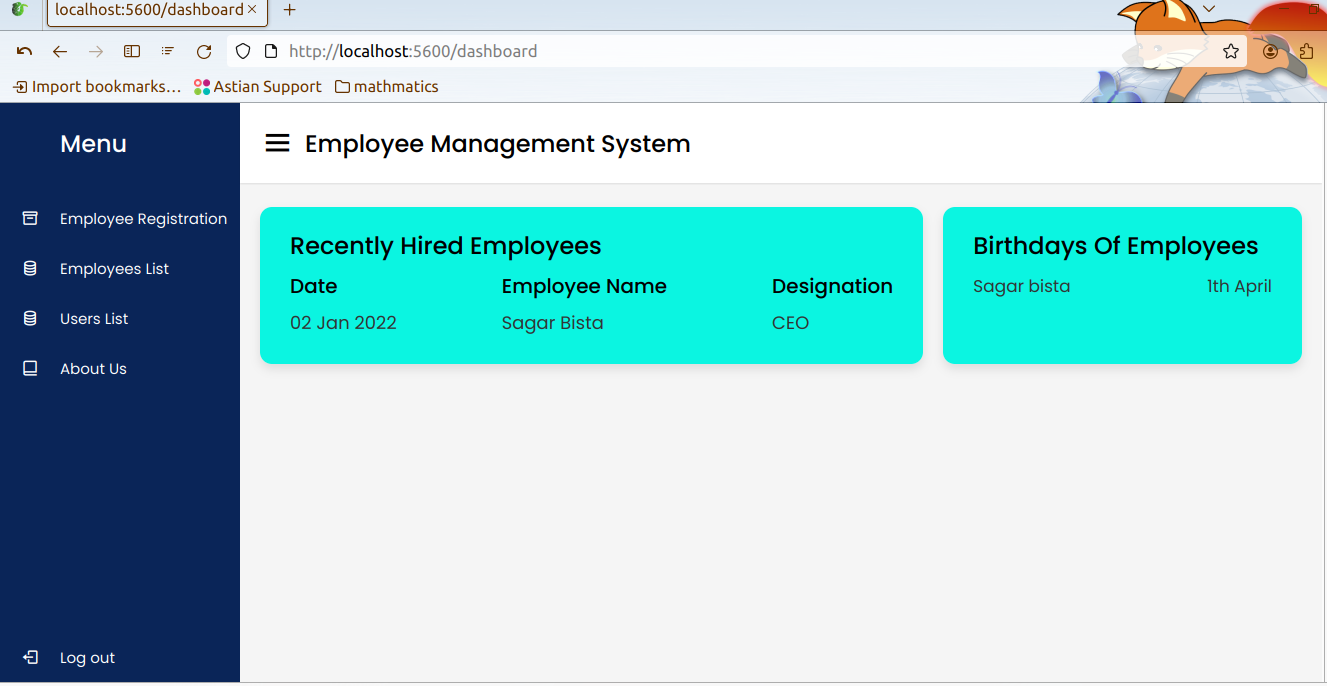 localhost:5600/dashboard
http://localhost:5600/dashboard
Import bookmarks... Astian Support mathmatics
Menu
Employee Registration
Employees List
Users List
About Us
Log out
Employee Management System
Recently Hired Employees
Date Employee Name Designation
02 Jan 2022 Sagar Bista CEO
Birthdays Of Employees
Sagar bista 1th April